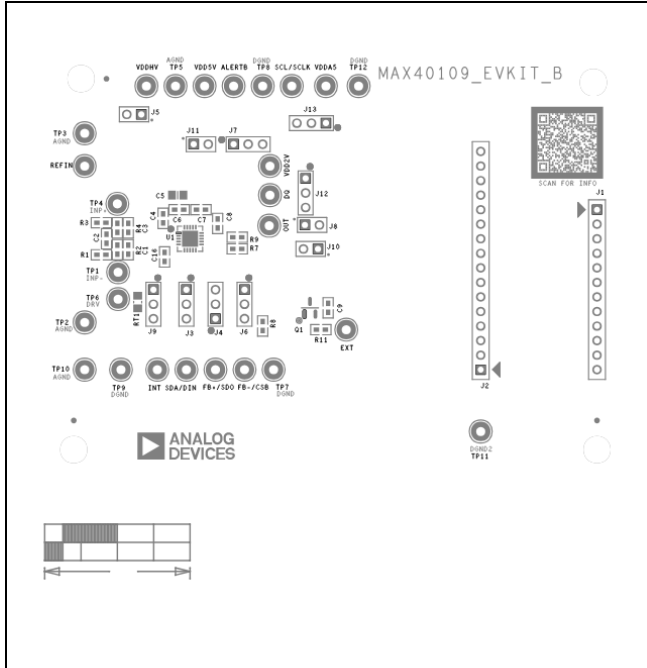 AGND DGND DGND
VDDHV TP5 VDD5V ALERTB TP8 SCL/SCLK VDDA5 TP12
MAX40109_EVKIT_B
J5
J13
TP3
AGND
J11 J7
REFIN
VDD2V
SCAN FOR INFO
J1
C5
DQ
J12
TP4
INP+
C4 C6 C7 C8
OUT
J8
R3 C2 R4 C3
U1
R9
R7
J10
R1 R2 C1
C16
TP1
INP-
TP6
DRV
RT1
TP2
AGND
J9 J3 J4 J6 R8
C9
Q1
R11
EXT
TP10
AGND
TP9
DGND
INT SDA/DIN FB+/SDO FB-/CSB TP7
DGND
J2
ANALOG
DEVICES
DGND2
TP11